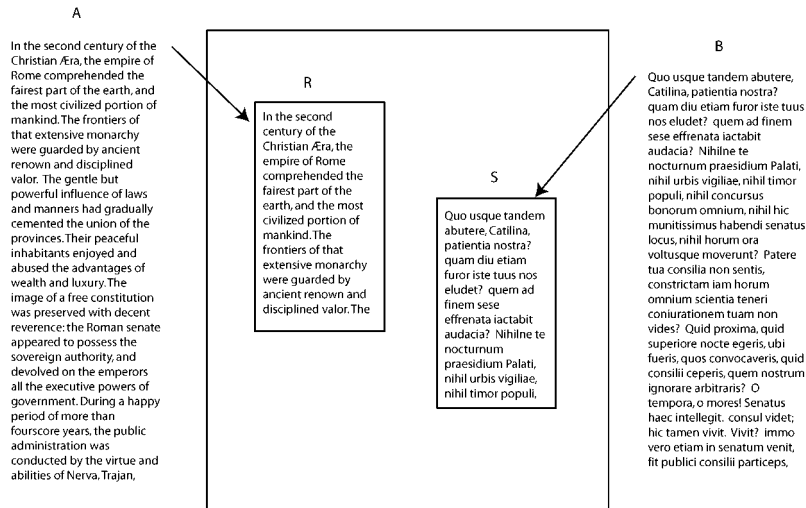 A
In the second century of the
Christian Æra, the empire of
Rome comprehended the
fairest part of the earth, and
the most civilized portion of
mankind. The frontiers of
that extensive monarchy
were guarded by ancient
renown and disciplined
valor. The gentle but
powerful influence of laws
and manners had gradually
cemented the union of the
provinces. Their peaceful
inhabitants enjoyed and
abused the advantages of
wealth and luxury. The
image of a free constitution
was preserved with decent
reverence: the Roman senate
appeared to possess the
sovereign authority, and
devolved on the emperors
all the executive powers of
government. During a happy
period of more than
fourscore years, the public
administration was
conducted by the virtue and
abilities of Nerva, Trajan,
R
In the second
century of the
Christian Æra, the
empire of Rome
comprehended the
fairest part of the
earth, and the most
civilized portion of
mankind. The
frontiers of that
extensive monarchy
were guarded by
ancient renown and
disciplined valor. The
S
Quo usque tandem
abutere, Catilina,
patientia nostra?
quam diu etiam
furor iste tuus nos
eludet? quem ad
finem sese
effrenata iactabit
audacia? Nihilne te
nocturnum
praesidium Palati,
nihil urbis vigiliae,
nihil timor populi,
B
Quo usque tandem abutere,
Catilina, patientia nostra?
quam diu etiam furor iste tuus
nos eludet? quem ad finem
sese effrenata iactabit
audacia? Nihilne te
nocturnum praesidium Palati,
nihil urbis vigiliae, nihil timor
populi, nihil concursus
bonorum omnium, nihil hic
munitissimus habendi senatus
locus, nihil horum ora
voltusque moverunt? Patere
tua consilia non sentis,
constrictam iam horum
omnium scientia teneri
coniurationem tuam non
vides? Quid proxima, quid
superiore nocte egeris, ubi
fueris, quos convocaveris, quid
consilii ceperis, quem nostrum
ignorare arbitraris? O
tempora, o mores! Senatus
haec intellegit. consul videt;
hic tamen vivit. Vivit? immo
vero etiam in senatum venit,
fit publici consilii particeps,